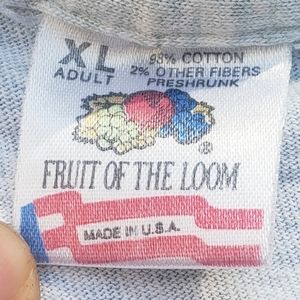 XL
ADULT
98% COTTON
2% OTHER FIBERS
PRESHRUNK
®
FRUIT OF THE LOOM
MADE IN U.S.A.